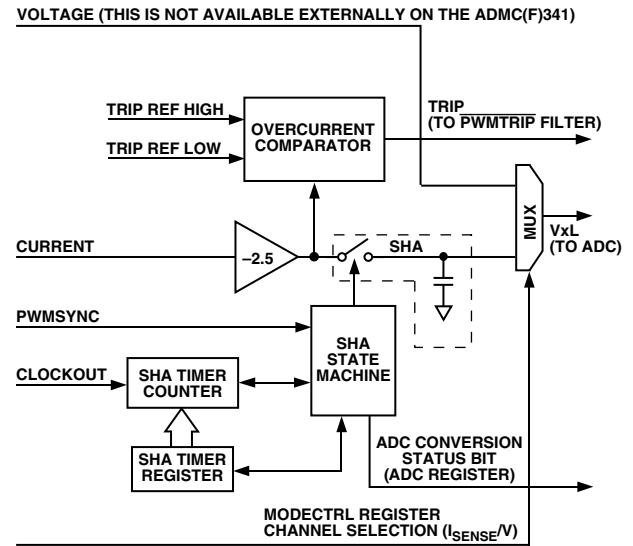 VOLTAGE (THIS IS NOT AVAILABLE EXTERNALLY ON THE ADMC(F)341)
TRIP REF HIGH
TRIP REF LOW
OVERCURRENT
COMPARATOR
TRIP
(TO PWMTRIP FILTER)
MUX
VxL
(TO ADC)
CURRENT
–2.5
SHA
PWMSYNC
SHA
STATE
MACHINE
CLOCKOUT
SHA TIMER
COUNTER
SHA TIMER
REGISTER
ADC CONVERSION
STATUS BIT
(ADC REGISTER)
MODECTRL REGISTER
CHANNEL SELECTION (ISENSE/V)